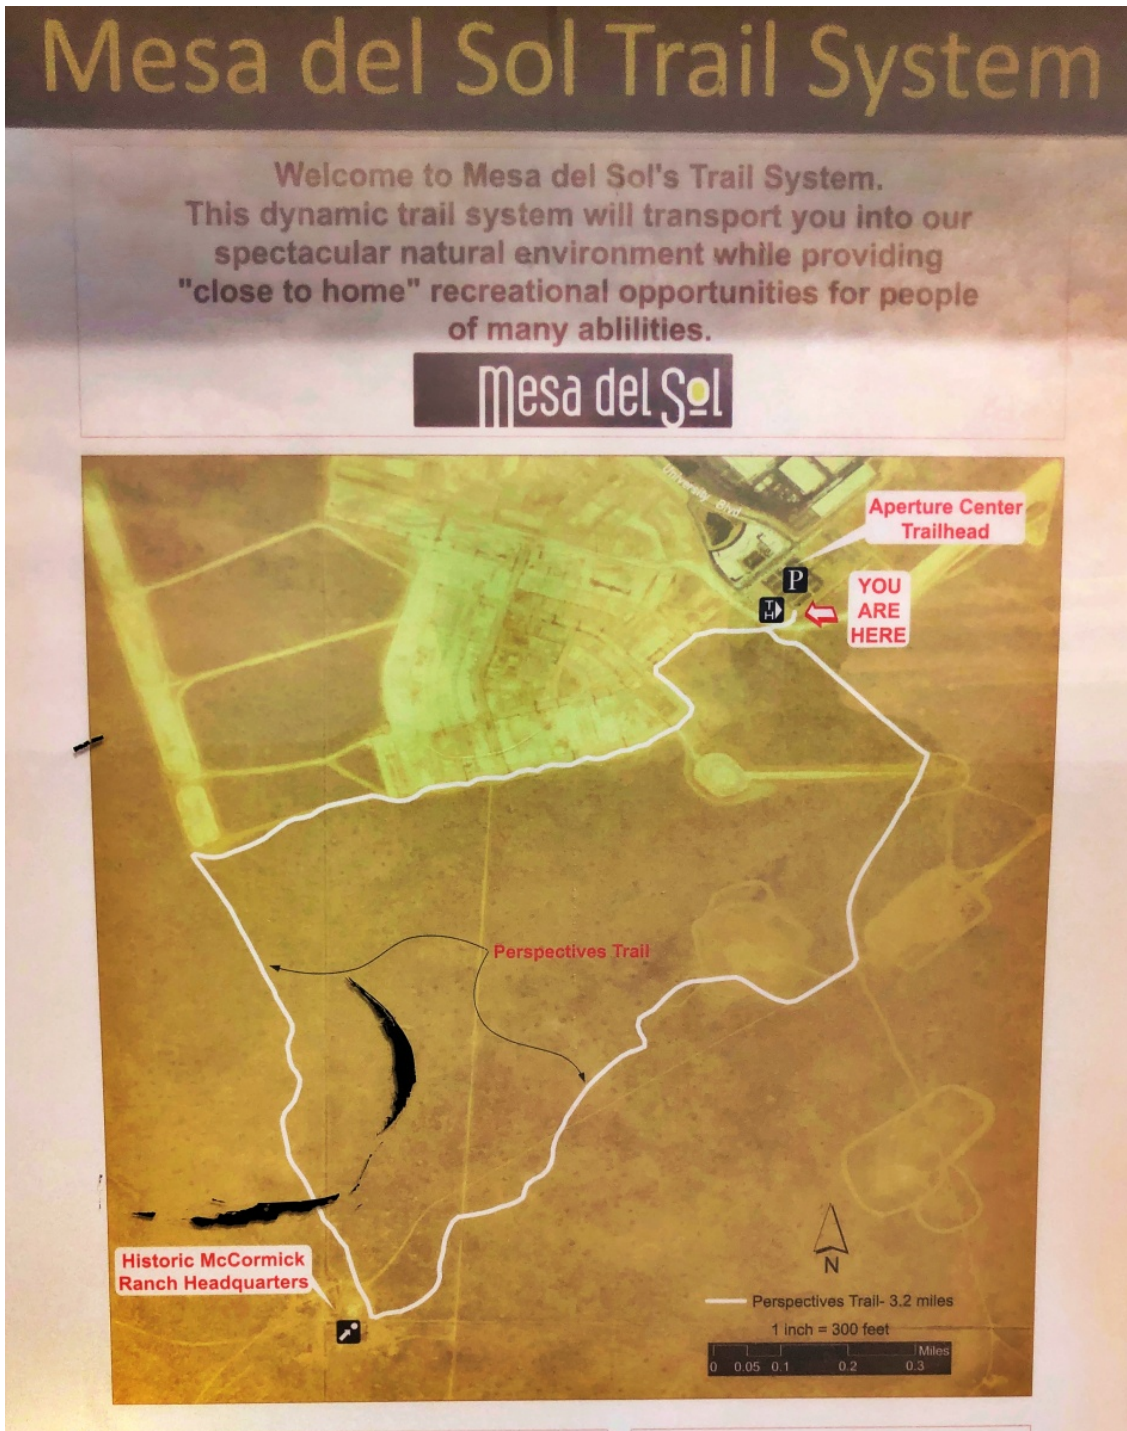 Mesa del Sol Trail System
Welcome to Mesa del Sol's Trail System.
This dynamic trail system will transport you into our
spectacular natural environment while providing
"close to home" recreational opportunities for people
of many ablilities.
Mesa del Sol
University Blvd
Aperture Center
Trailhead
P
TH
YOU
ARE
HERE
Perspectives Trail
Historic McCormick
Ranch Headquarters
N
Perspectives Trail- 3.2 miles
1 inch = 300 feet
Miles
0 0.05 0.1 0.2 0.3